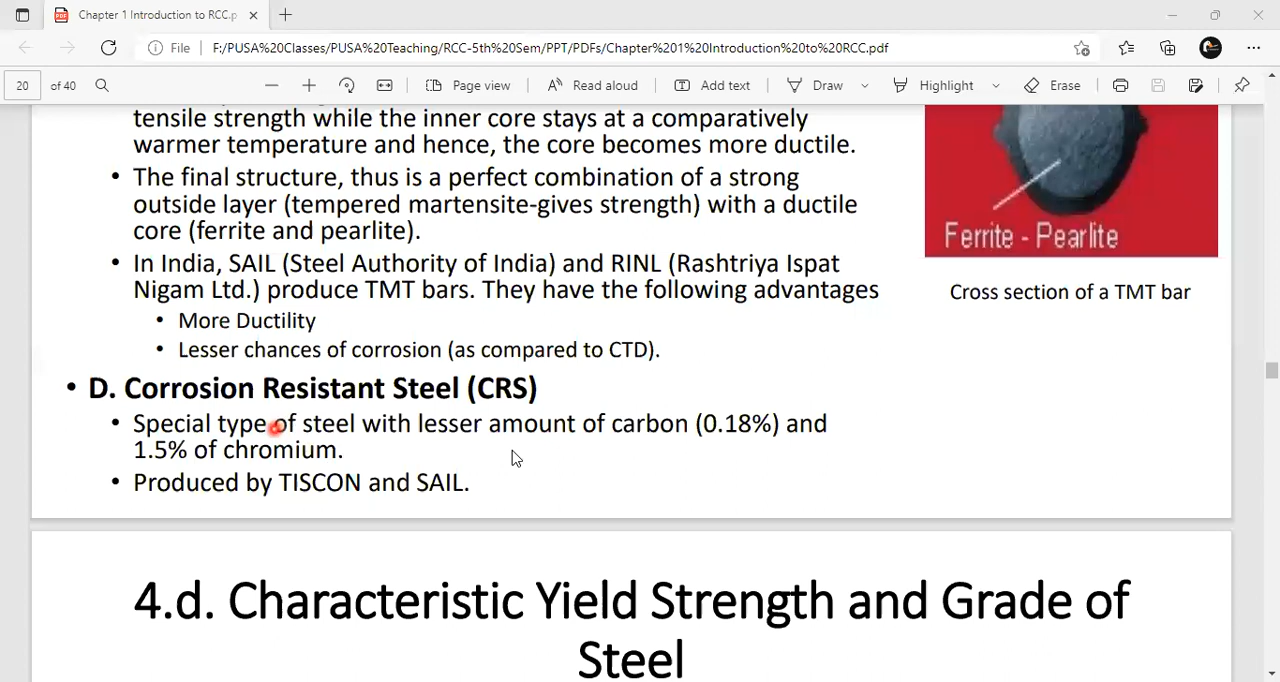 Chapter 1 Introduction to RCC.p
File F:/PUSA%20Classes/PUSA%20Teaching/RCC-5th%20Sem/PPT/PDFs/Chapter%201%20Introduction%20to%20RCC.pdf
20 of 40 Page view Read aloud Add text Draw Highlight Erase
tensile strength while the inner core stays at a comparatively
warmer temperature and hence, the core becomes more ductile.
• The final structure, thus is a perfect combination of a strong
outside layer (tempered martensite-gives strength) with a ductile
core (ferrite and pearlite).
Ferrite - Pearlite
• In India, SAIL (Steel Authority of India) and RINL (Rashtriya Ispat
Nigam Ltd.) produce TMT bars. They have the following advantages
Cross section of a TMT bar
• More Ductility
• Lesser chances of corrosion (as compared to CTD).
• D. Corrosion Resistant Steel (CRS)
• Special type of steel with lesser amount of carbon (0.18%) and
1.5% of chromium.
• Produced by TISCON and SAIL.
4.d. Characteristic Yield Strength and Grade of
Steel